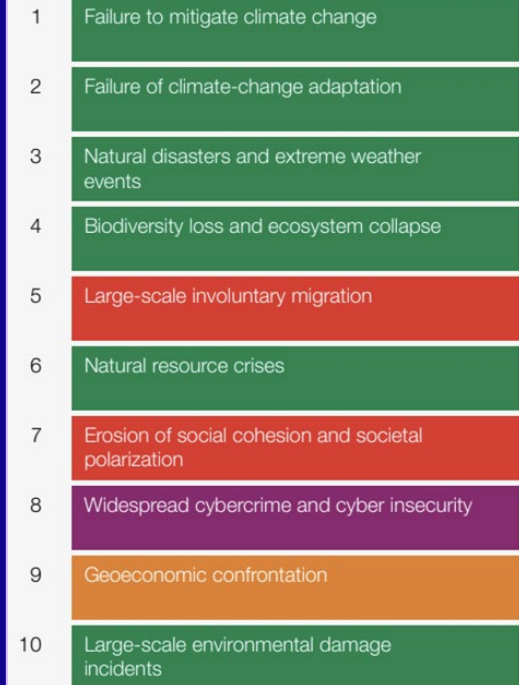 1 Failure to mitigate climate change
2 Failure of climate-change adaptation
3 Natural disasters and extreme weather
events
4 Biodiversity loss and ecosystem collapse
5 Large-scale involuntary migration
6 Natural resource crises
7 Erosion of social cohesion and societal
polarization
8 Widespread cybercrime and cyber insecurity
9 Geoeconomic confrontation
10 Large-scale environmental damage
incidents